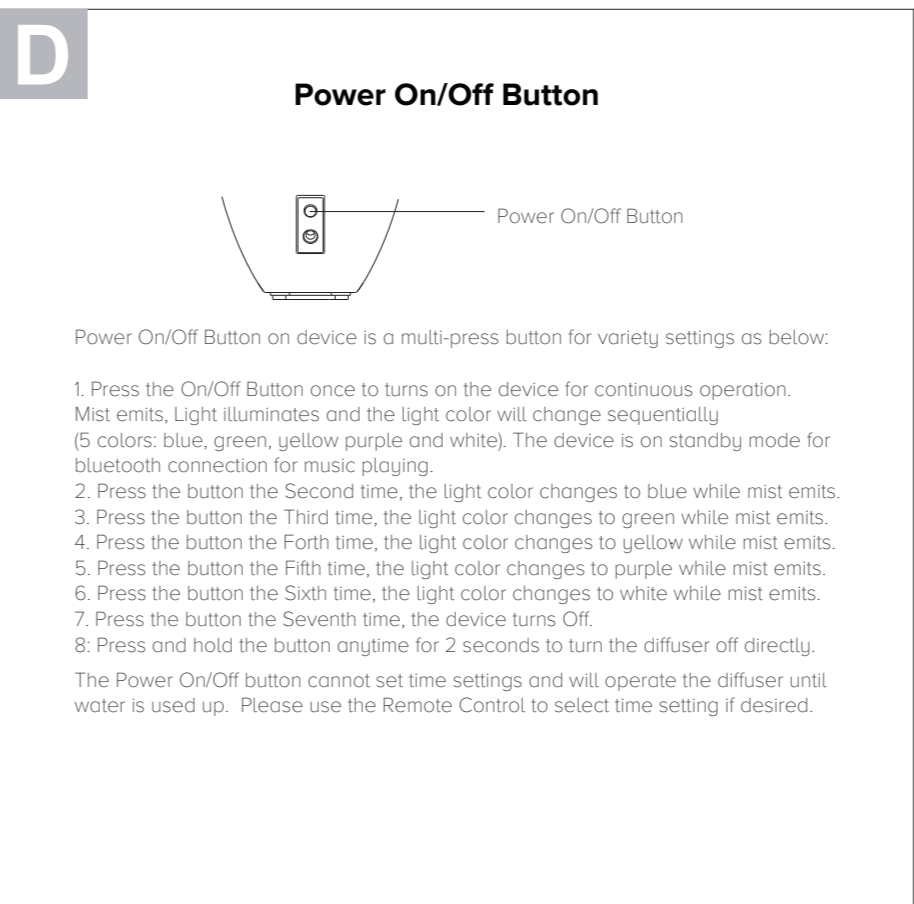 D
Power On/Off Button
Power On/Off Button
Power On/Off Button on device is a multi-press button for variety settings as below:
1. Press the On/Off Button once to turns on the device for continuous operation.
Mist emits, Light illuminates and the light color will change sequentially
(5 colors: blue, green, yellow purple and white). The device is on standby mode for
bluetooth connection for music playing.
2. Press the button the Second time, the light color changes to blue while mist emits.
3. Press the button the Third time, the light color changes to green while mist emits.
4. Press the button the Forth time, the light color changes to yellow while mist emits.
5. Press the button the Fifth time, the light color changes to purple while mist emits.
6. Press the button the Sixth time, the light color changes to white while mist emits.
7. Press the button the Seventh time, the device turns Off.
8: Press and hold the button anytime for 2 seconds to turn the diffuser off directly.
The Power On/Off button cannot set time settings and will operate the diffuser until
water is used up.  Please use the Remote Control to select time setting if desired.